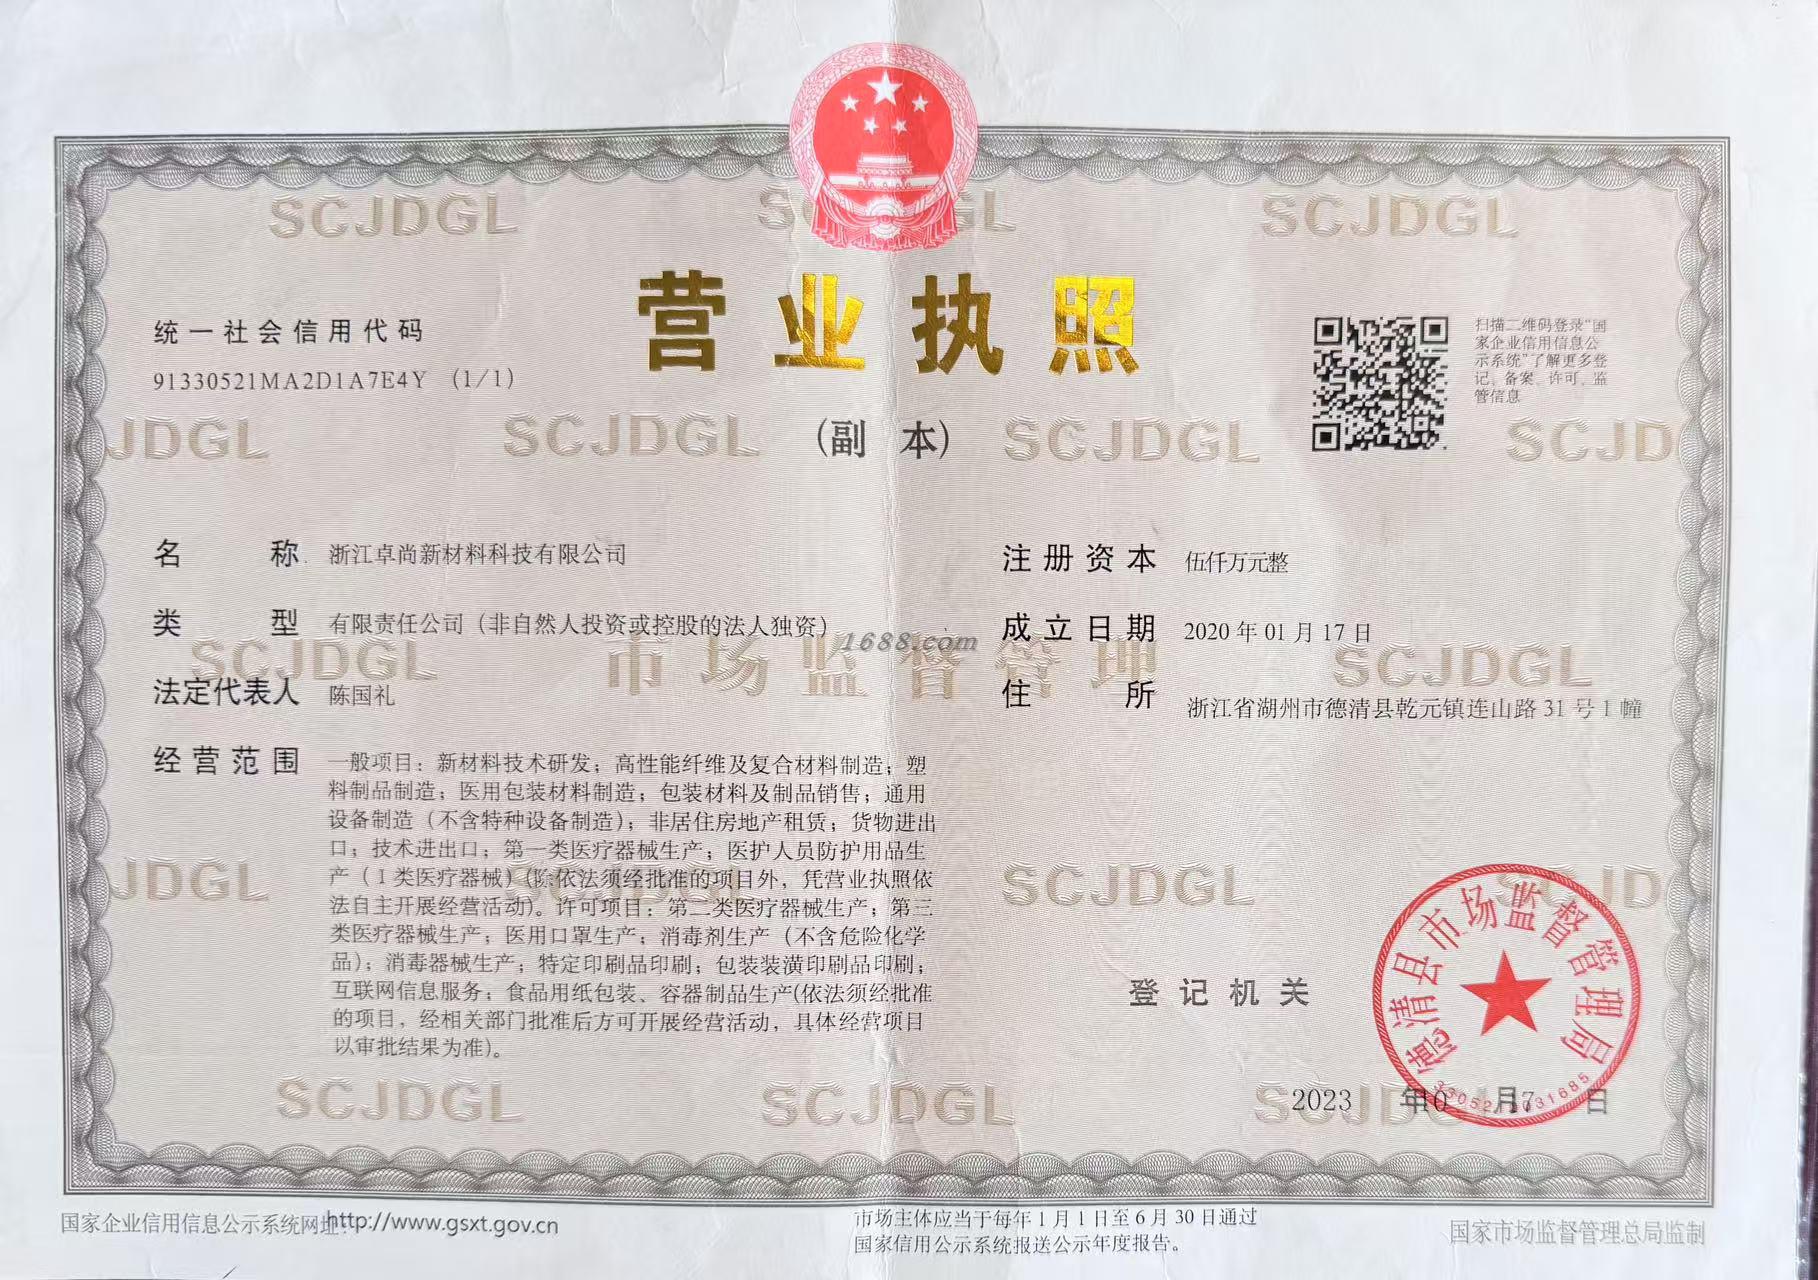 SCJDGL
SCJDGL
营业执照
(副 本)
统一社会信用代码
91330521MA2D1A7E4Y (1/1)
扫描二维码登录“国
家企业信用信息公
示系统”了解更多登
记、备案、许可、监
管信息
JDGL SCJDGL SCJDGL SCJD
名 称 浙江卓尚新材料科技有限公司
类 型 有限责任公司（非自然人投资或控股的法人独资）
法定代表人 陈国礼
经营范围 一般项目：新材料技术研发；高性能纤维及复合材料制造；塑
料制品制造；医用包装材料制造；包装材料及制品销售；通用
设备制造（不含特种设备制造）；非居住房地产租赁；货物进出
口；技术进出口；第一类医疗器械生产；医护人员防护用品生
产（I类医疗器械）(除依法须经批准的项目外，凭营业执照依
法自主开展经营活动)。许可项目：第二类医疗器械生产；第三
类医疗器械生产；医用口罩生产；消毒剂生产（不含危险化学
品）；消毒器械生产；特定印刷品印刷；包装装潢印刷品印刷；
互联网信息服务；食品用纸包装、容器制品生产(依法须经批准
的项目，经相关部门批准后方可开展经营活动，具体经营项目
以审批结果为准)。
注册资本 伍仟万元整
成立日期 2020年01月17日
住 所 浙江省湖州市德清县乾元镇连山路31号1幢
SCJDGL 市场监督管理 SCJDGL
1688.com
JDGL SCJDGL SCJD
登记机关
德清县市场监督管理局
2023 年 月 日
SCJDGL SCJDGL
国家企业信用信息公示系统网址：http://www.gsxt.gov.cn
市场主体应当于每年1月1日至6月30日通过
国家信用公示系统报送公示年度报告。
国家市场监督管理总局监制